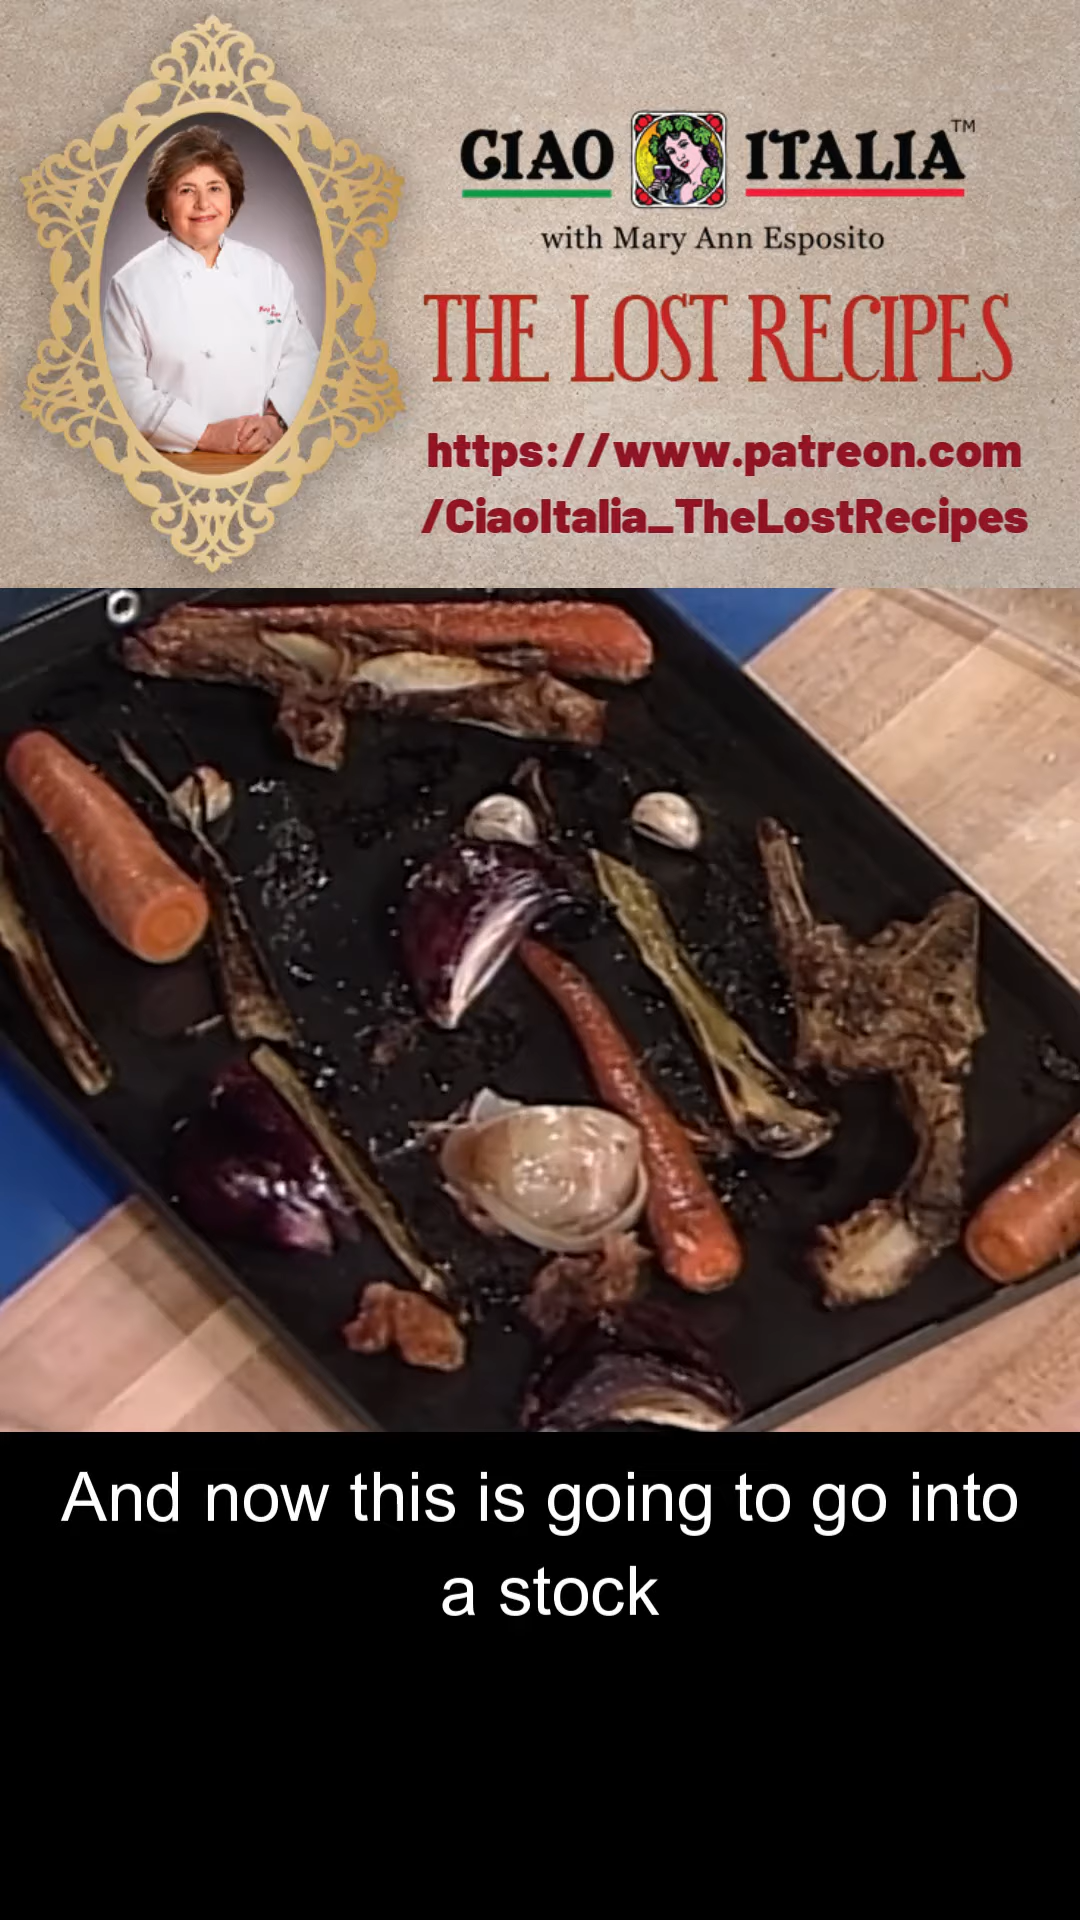 CIAO ITALIA™
with Mary Ann Esposito
THE LOST RECIPES
https://www.patreon.com
/CiaoItalia_TheLostRecipes
And now this is going to go into
a stock